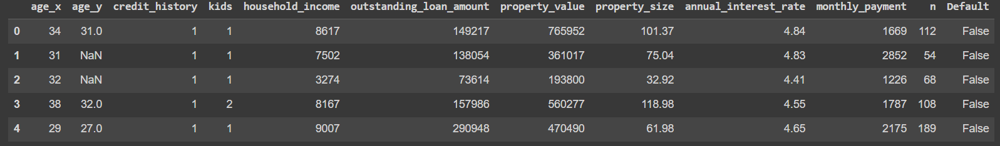 age_x age_y credit_history kids household_income outstanding_loan_amount property_value property_size annual_interest_rate monthly_payment n Default
0 34 31.0 1 1 8617 149217 765952 101.37 4.84 1669 112 False
1 31 NaN 1 1 7502 138054 361017 75.04 4.83 2852 54 False
2 32 NaN 1 1 3274 73614 193800 32.92 4.41 1226 68 False
3 38 32.0 1 2 8167 157986 560277 118.98 4.55 1787 108 False
4 29 27.0 1 1 9007 290948 470490 61.98 4.65 2175 189 False